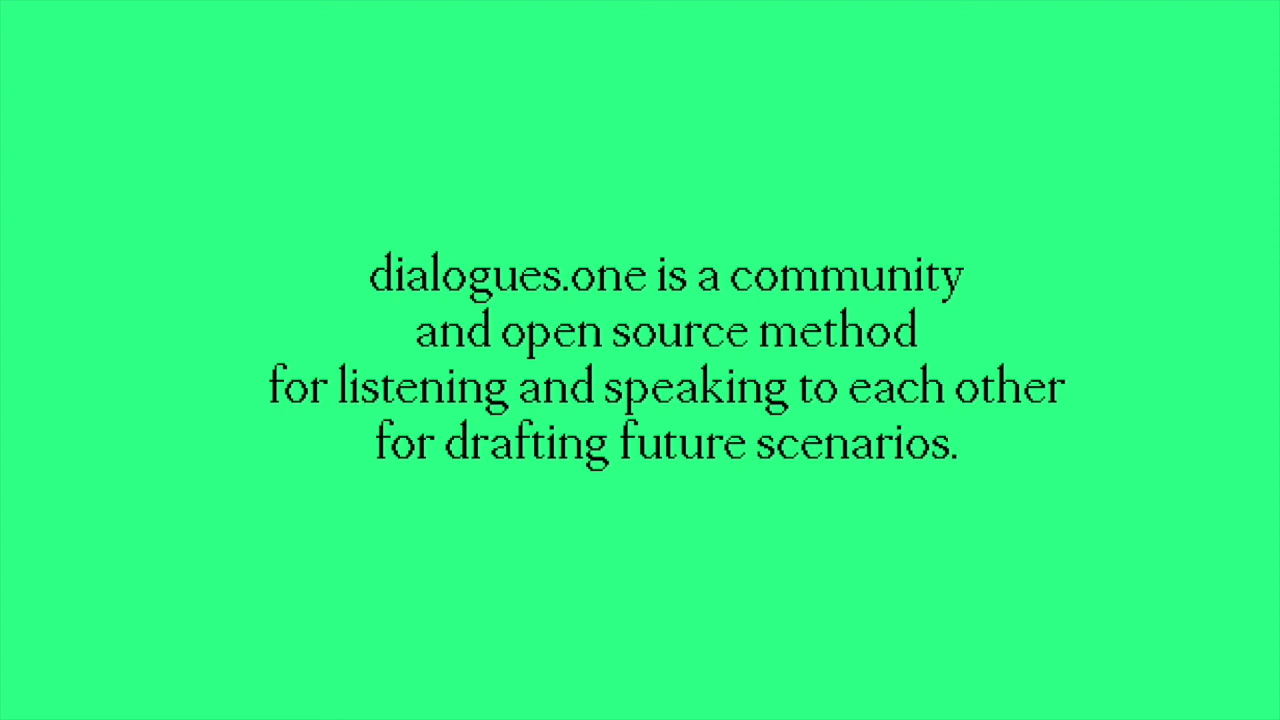 dialogues.one is a community
and open source method
for listening and speaking to each other
for drafting future scenarios.